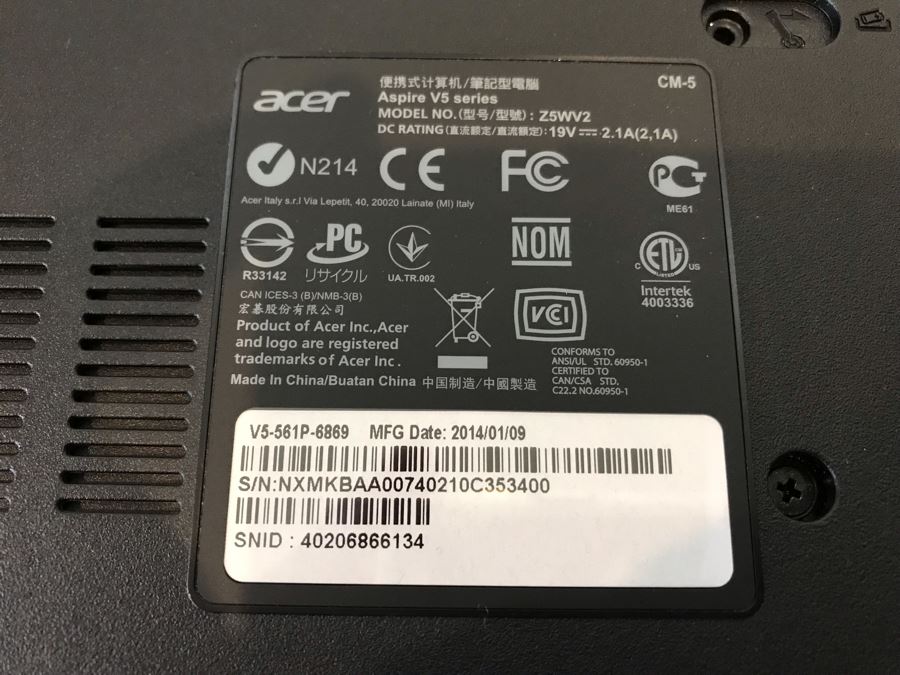 acer
便携式计算机/筆記型電腦
CM-5
Aspire V5 series
MODEL NO.(型号/型號): Z5WV2
DC RATING(直流额定/直流額定): 19V⎓ 2.1A(2,1A)
N214
CE
FC
PCT
ME61
Acer Italy s.r.l Via Lepetit, 40, 20020 Lainate (MI) Italy
R33142
PC
リサイクル
UA.TR.002
NOM
C ETL US
LISTED
Intertek
4003336
CAN ICES-3 (B)/NMB-3(B)
宏碁股份有限公司
Product of Acer Inc.,Acer
and logo are registered
trademarks of Acer Inc .
VCI
CONFORMS TO
ANSI/UL STD. 60950-1
CERTIFIED TO
CAN/CSA STD.
C22.2 NO.60950-1
Made In China/Buatan China 中国制造/中國製造
V5-561P-6869 MFG Date: 2014/01/09
S/N:NXMKBAA00740210C353400
SNID : 40206866134